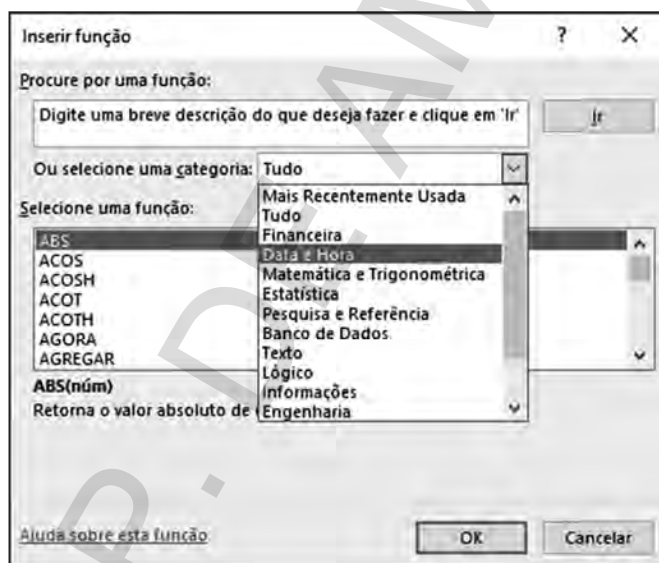 Inserir função
? X
Procure por uma função:
Digite uma breve descrição do que deseja fazer e clique em 'Ir'
Ir
Ou selecione uma categoria: Tudo
Mais Recentemente Usada
Tudo
Financeira
Data e Hora
Matemática e Trigonométrica
Estatística
Pesquisa e Referência
Banco de Dados
Texto
Lógico
Informações
Engenharia
Selecione uma função:
ABS
ACOS
ACOSH
ACOT
ACOTH
AGORA
AGREGAR
ABS(núm)
Retorna o valor absoluto de
Ajuda sobre esta função
OK
Cancelar
P. DE AM